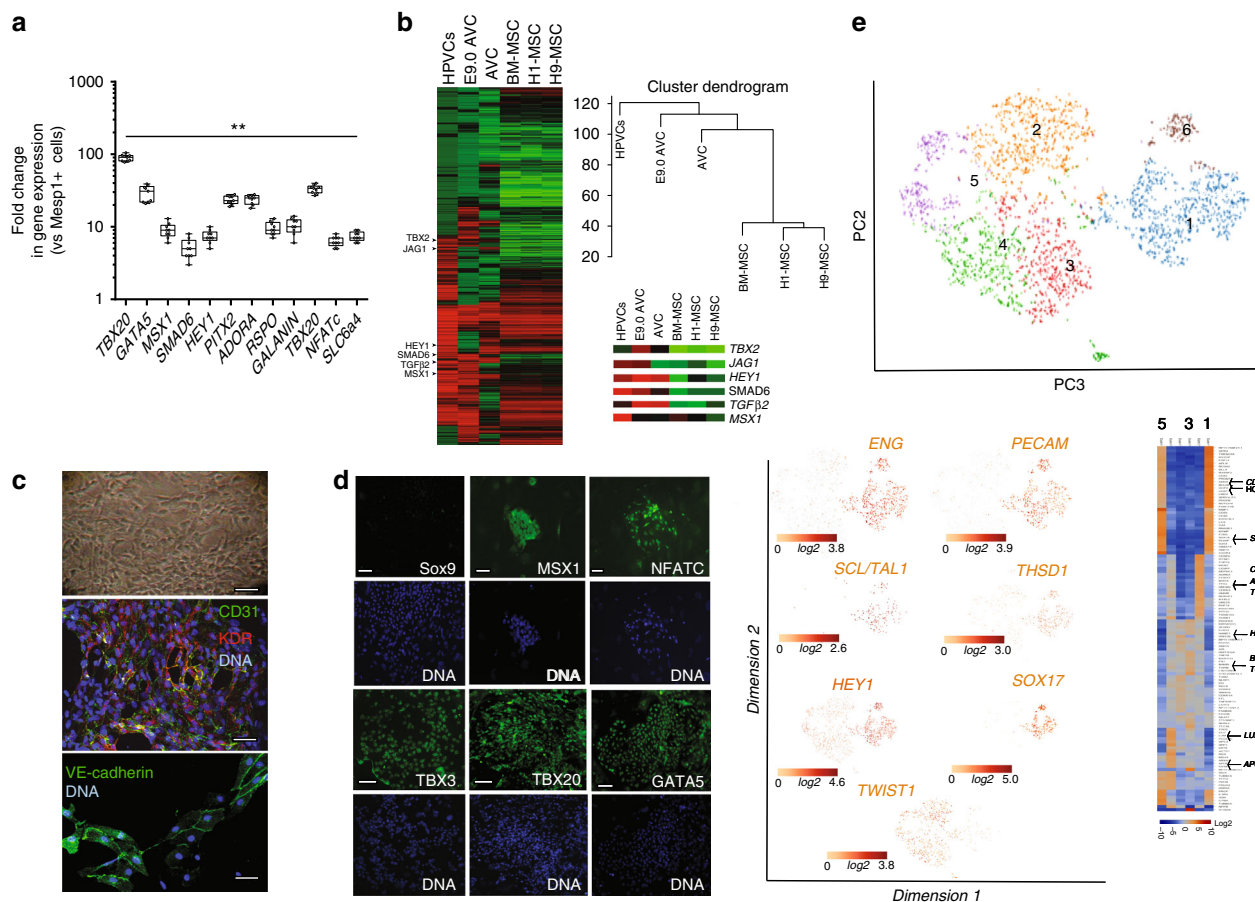 a
Fold change
in gene expression
(vs Mesp1+ cells)
1000
100
10
1
**
TBX20
GATA5
MSX1
SMAD6
HEY1
PITX2
ADORA
RSPO
GALANIN
TBX20
NFATc
SLC6a4
b
HPVCs
E9.0 AVC
AVC
BM-MSC
H1-MSC
H9-MSC
TBX2
JAG1
HEY1
SMAD6
TGFβ2
MSX1
Cluster dendrogram
120
100
80
60
40
20
HPVCs
E9.0 AVC
AVC
BM-MSC
H1-MSC
H9-MSC
HPVCs
E9.0 AVC
AVC
BM-MSC
H1-MSC
H9-MSC
TBX2
JAG1
HEY1
SMAD6
TGFβ2
MSX1
e
PC2
PC3
1
2
3
4
5
6
c
CD31
KDR
DNA
VE-cadherin
DNA
d
Sox9
MSX1
NFATC
DNA
DNA
DNA
TBX3
TBX20
GATA5
DNA
DNA
DNA
Dimension 2
Dimension 1
ENG
0 log2 3.8
PECAM
0 log2 3.9
SCL/TAL1
0 log2 2.6
THSD1
0 log2 3.0
HEY1
0 log2 4.6
SOX17
0 log2 5.0
TWIST1
0 log2 3.8
5 3 1
CD
HO
S
C
A
T
H
B
T
LU
AP
Log2
−10 −5 0 5 10